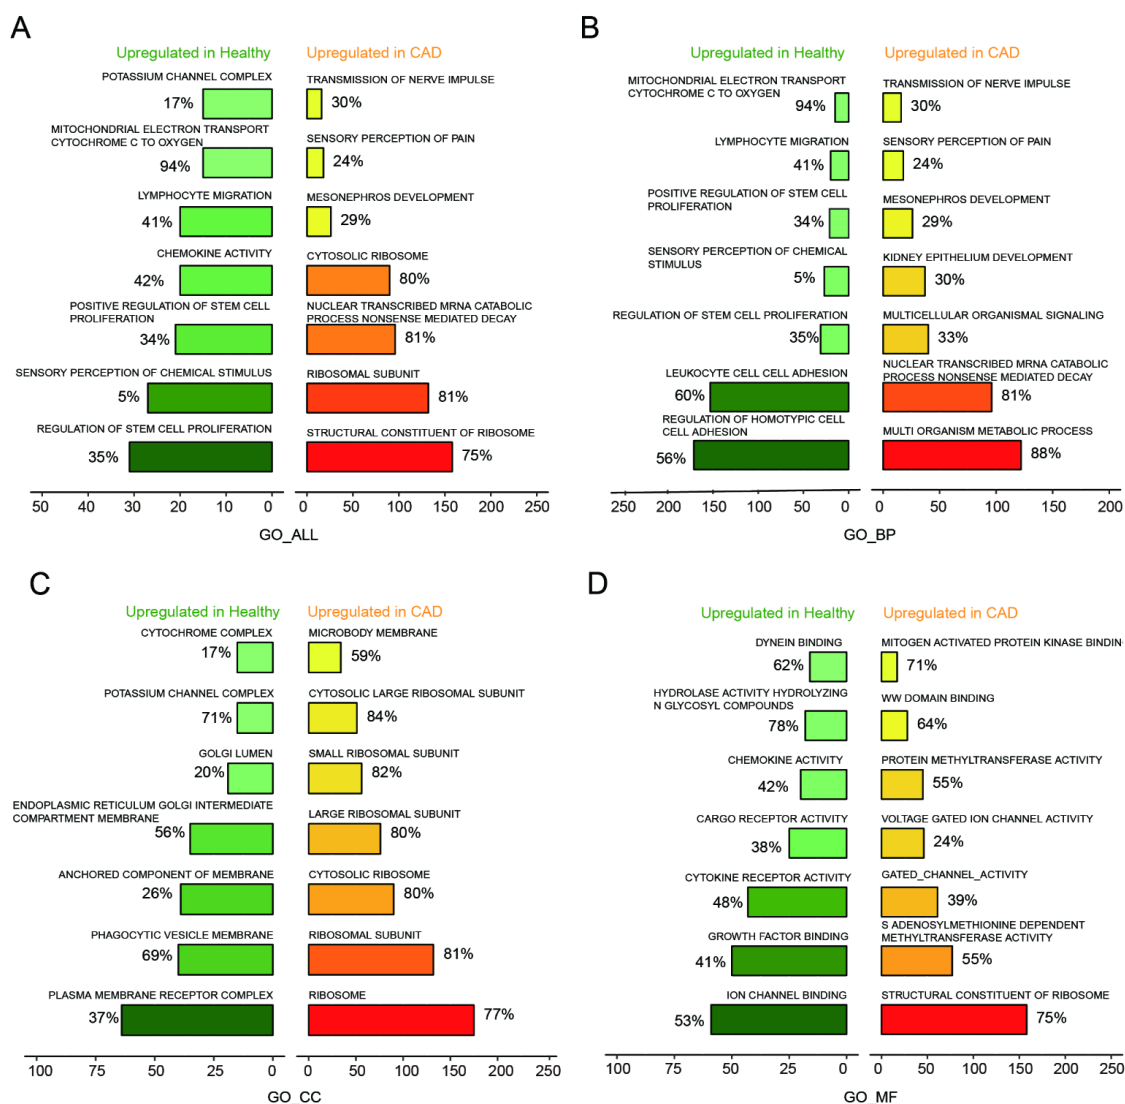 A
Upregulated in Healthy
Upregulated in CAD
POTASSIUM CHANNEL COMPLEX
17%
TRANSMISSION OF NERVE IMPULSE
30%
MITOCHONDRIAL ELECTRON TRANSPORT
CYTOCHROME C TO OXYGEN
94%
SENSORY PERCEPTION OF PAIN
24%
LYMPHOCYTE MIGRATION
41%
MESONEPHROS DEVELOPMENT
29%
CHEMOKINE ACTIVITY
42%
CYTOSOLIC RIBOSOME
80%
POSITIVE REGULATION OF STEM CELL
PROLIFERATION
34%
NUCLEAR TRANSCRIBED MRNA CATABOLIC
PROCESS NONSENSE MEDIATED DECAY
81%
SENSORY PERCEPTION OF CHEMICAL STIMULUS
5%
RIBOSOMAL SUBUNIT
81%
REGULATION OF STEM CELL PROLIFERATION
35%
STRUCTURAL CONSTITUENT OF RIBOSOME
75%
50 40 30 20 10 0
0 50 100 150 200 250
GO_ALL
B
Upregulated in Healthy
Upregulated in CAD
MITOCHONDRIAL ELECTRON TRANSPORT
CYTOCHROME C TO OXYGEN
94%
TRANSMISSION OF NERVE IMPULSE
30%
LYMPHOCYTE MIGRATION
41%
SENSORY PERCEPTION OF PAIN
24%
POSITIVE REGULATION OF STEM CELL
PROLIFERATION
34%
MESONEPHROS DEVELOPMENT
29%
SENSORY PERCEPTION OF CHEMICAL
STIMULUS
5%
KIDNEY EPITHELIUM DEVELOPMENT
30%
REGULATION OF STEM CELL PROLIFERATION
35%
MULTICELLULAR ORGANISMAL SIGNALING
33%
LEUKOCYTE CELL CELL ADHESION
60%
NUCLEAR TRANSCRIBED MRNA CATABOLIC
PROCESS NONSENSE MEDIATED DECAY
81%
REGULATION OF HOMOTYPIC CELL
CELL ADHESION
56%
MULTI ORGANISM METABOLIC PROCESS
88%
250 200 150 100 50 0
0 50 100 150 200
GO_BP
C
Upregulated in Healthy
Upregulated in CAD
CYTOCHROME COMPLEX
17%
MICROBODY MEMBRANE
59%
POTASSIUM CHANNEL COMPLEX
71%
CYTOSOLIC LARGE RIBOSOMAL SUBUNIT
84%
GOLGI LUMEN
20%
SMALL RIBOSOMAL SUBUNIT
82%
ENDOPLASMIC RETICULUM GOLGI INTERMEDIATE
COMPARTMENT MEMBRANE
56%
LARGE RIBOSOMAL SUBUNIT
80%
ANCHORED COMPONENT OF MEMBRANE
26%
CYTOSOLIC RIBOSOME
80%
PHAGOCYTIC VESICLE MEMBRANE
69%
RIBOSOMAL SUBUNIT
81%
PLASMA MEMBRANE RECEPTOR COMPLEX
37%
RIBOSOME
77%
100 75 50 25 0
0 50 100 150 200 250
GO_CC
D
Upregulated in Healthy
Upregulated in CAD
DYNEIN BINDING
62%
MITOGEN ACTIVATED PROTEIN KINASE BINDIN
71%
HYDROLASE ACTIVITY HYDROLYZING
N GLYCOSYL COMPOUNDS
78%
WW DOMAIN BINDING
64%
CHEMOKINE ACTIVITY
42%
PROTEIN METHYLTRANSFERASE ACTIVITY
55%
CARGO RECEPTOR ACTIVITY
38%
VOLTAGE GATED ION CHANNEL ACTIVITY
24%
CYTOKINE RECEPTOR ACTIVITY
48%
GATED_CHANNEL_ACTIVITY
39%
GROWTH FACTOR BINDING
41%
S ADENOSYLMETHIONINE DEPENDENT
METHYLTRANSFERASE ACTIVITY
55%
ION CHANNEL BINDING
53%
STRUCTURAL CONSTITUENT OF RIBOSOME
75%
100 75 50 25 0
0 50 100 150 200 250
GO_MF